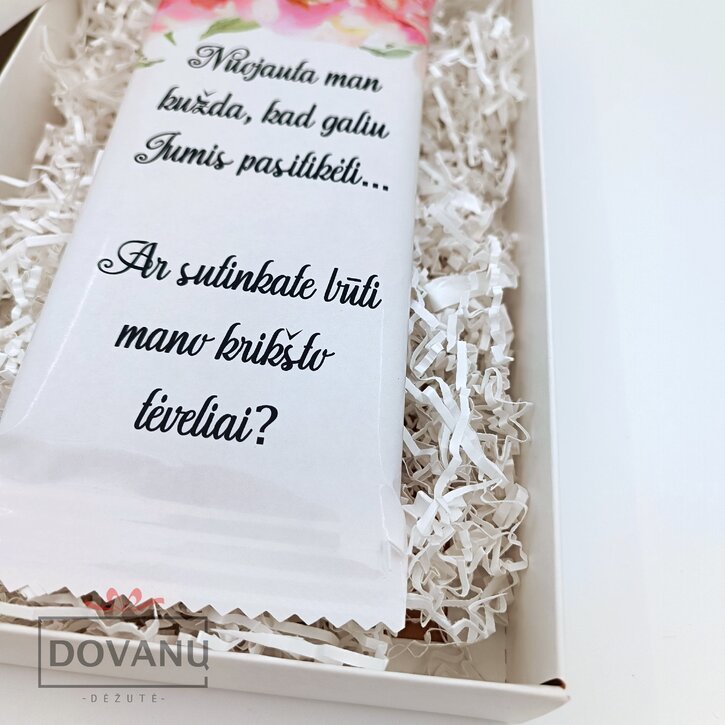 Nuojauta man
kužda, kad galiu
Jumis pasitikėti...
Ar sutinkate būti
mano krikšto
tėveliai?
DOVANŲ
-DĖŽUTĖ-